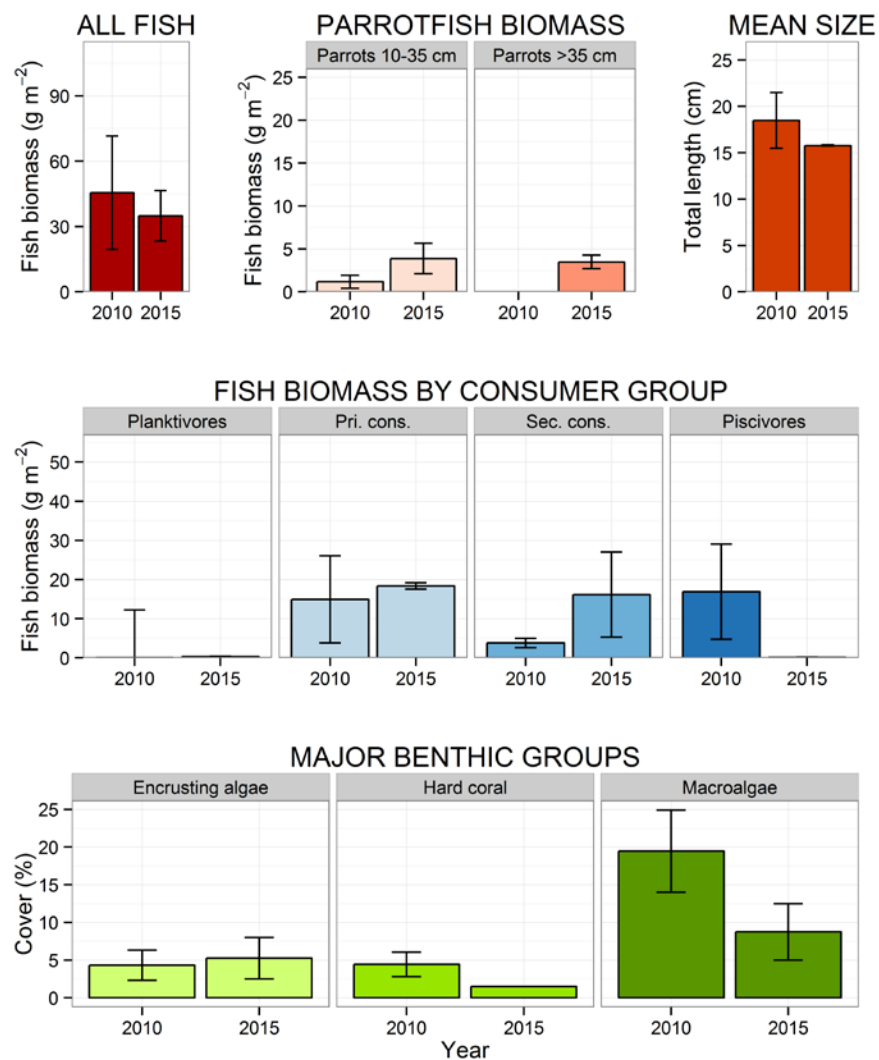 ALL FISH
Fish biomass (g m⁻²)
90
60
30
0
2010 2015
PARROTFISH BIOMASS
Parrots 10-35 cm Parrots >35 cm
Fish biomass (g m⁻²)
25
20
15
10
5
0
2010 2015 2010 2015
MEAN SIZE
Total length (cm)
25
20
15
10
5
0
2010 2015
FISH BIOMASS BY CONSUMER GROUP
Planktivores Pri. cons. Sec. cons. Piscivores
Fish biomass (g m⁻²)
50
40
30
20
10
0
2010 2015 2010 2015 2010 2015 2010 2015
MAJOR BENTHIC GROUPS
Encrusting algae Hard coral Macroalgae
Cover (%)
25
20
15
10
5
0
2010 2015 2010 2015 2010 2015
Year